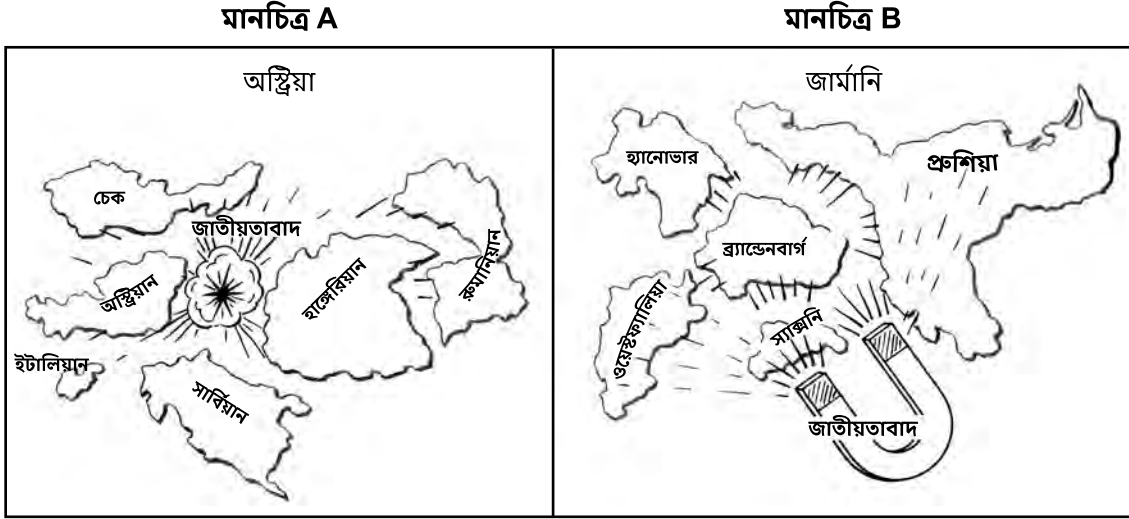 মানচিত্র A
অস্ট্রিয়া
চেক
জাতীয়তাবাদ
অস্ট্রিয়ান
হাঙ্গেরিয়ান
রুমানিয়ান
ইটালিয়ান
সার্বিয়ান
মানচিত্র B
জার্মানি
হ্যানোভার
প্রুশিয়া
ব্র্যান্ডেনবার্গ
ওয়েস্টফ্যালিয়া
স্যাক্সনি
জাতীয়তাবাদ